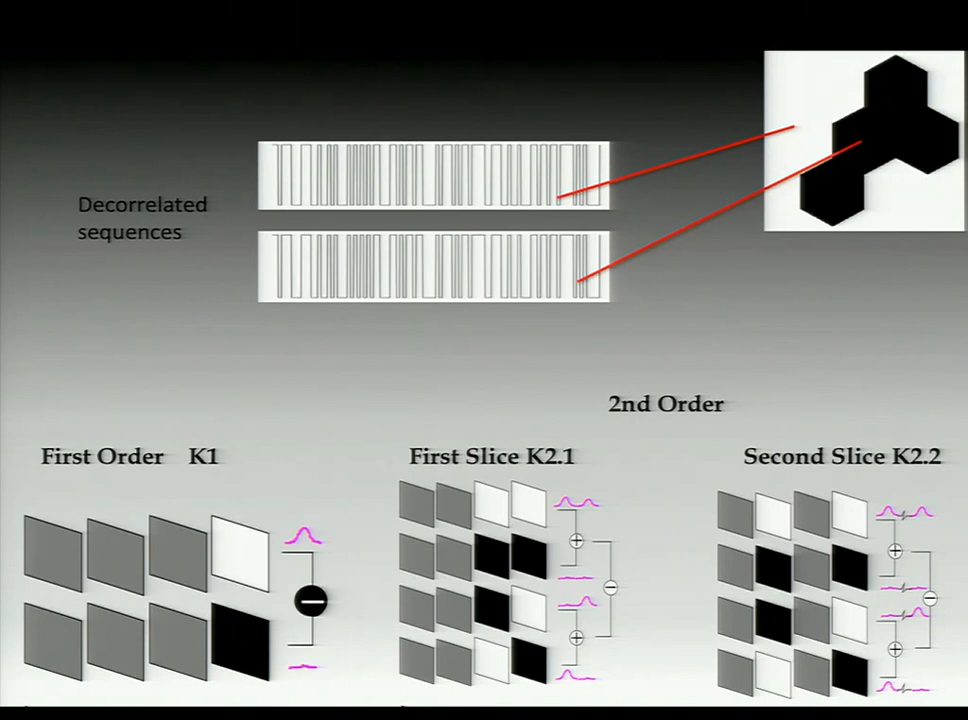 Decorrelated
sequences
2nd Order
First Order K1
First Slice K2.1
Second Slice K2.2